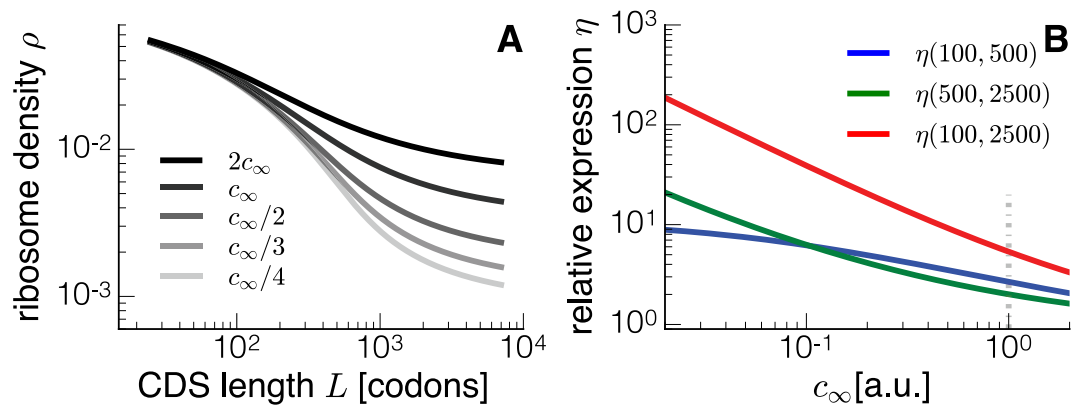 A
ribosome density ρ
10⁻²
10⁻³
2c∞
c∞
c∞/2
c∞/3
c∞/4
10² 10³ 10⁴
CDS length L [codons]
B
relative expression η
10³
10²
10¹
10⁰
η(100, 500)
η(500, 2500)
η(100, 2500)
10⁻¹ 10⁰
c∞[a.u.]